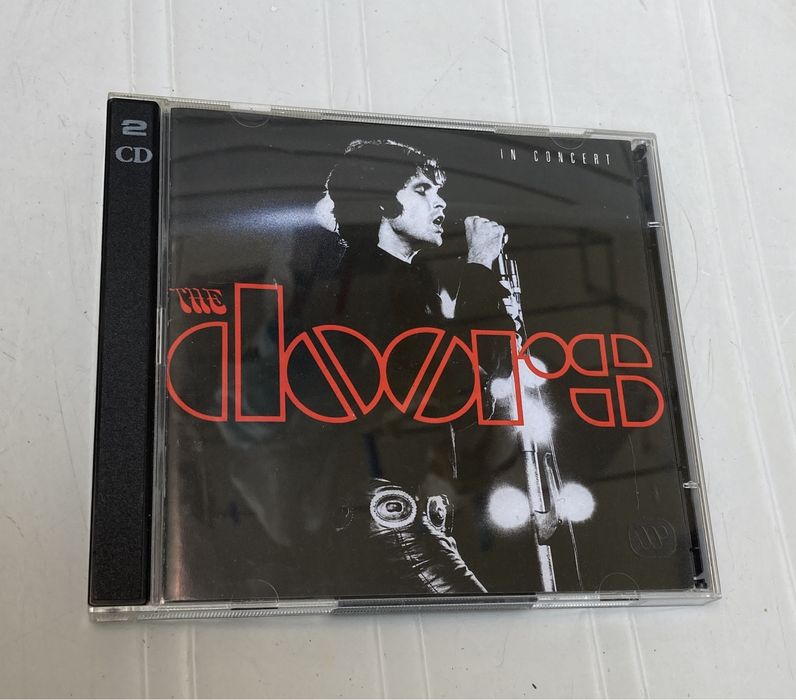 2
CD
IN CONCERT
THE
doors